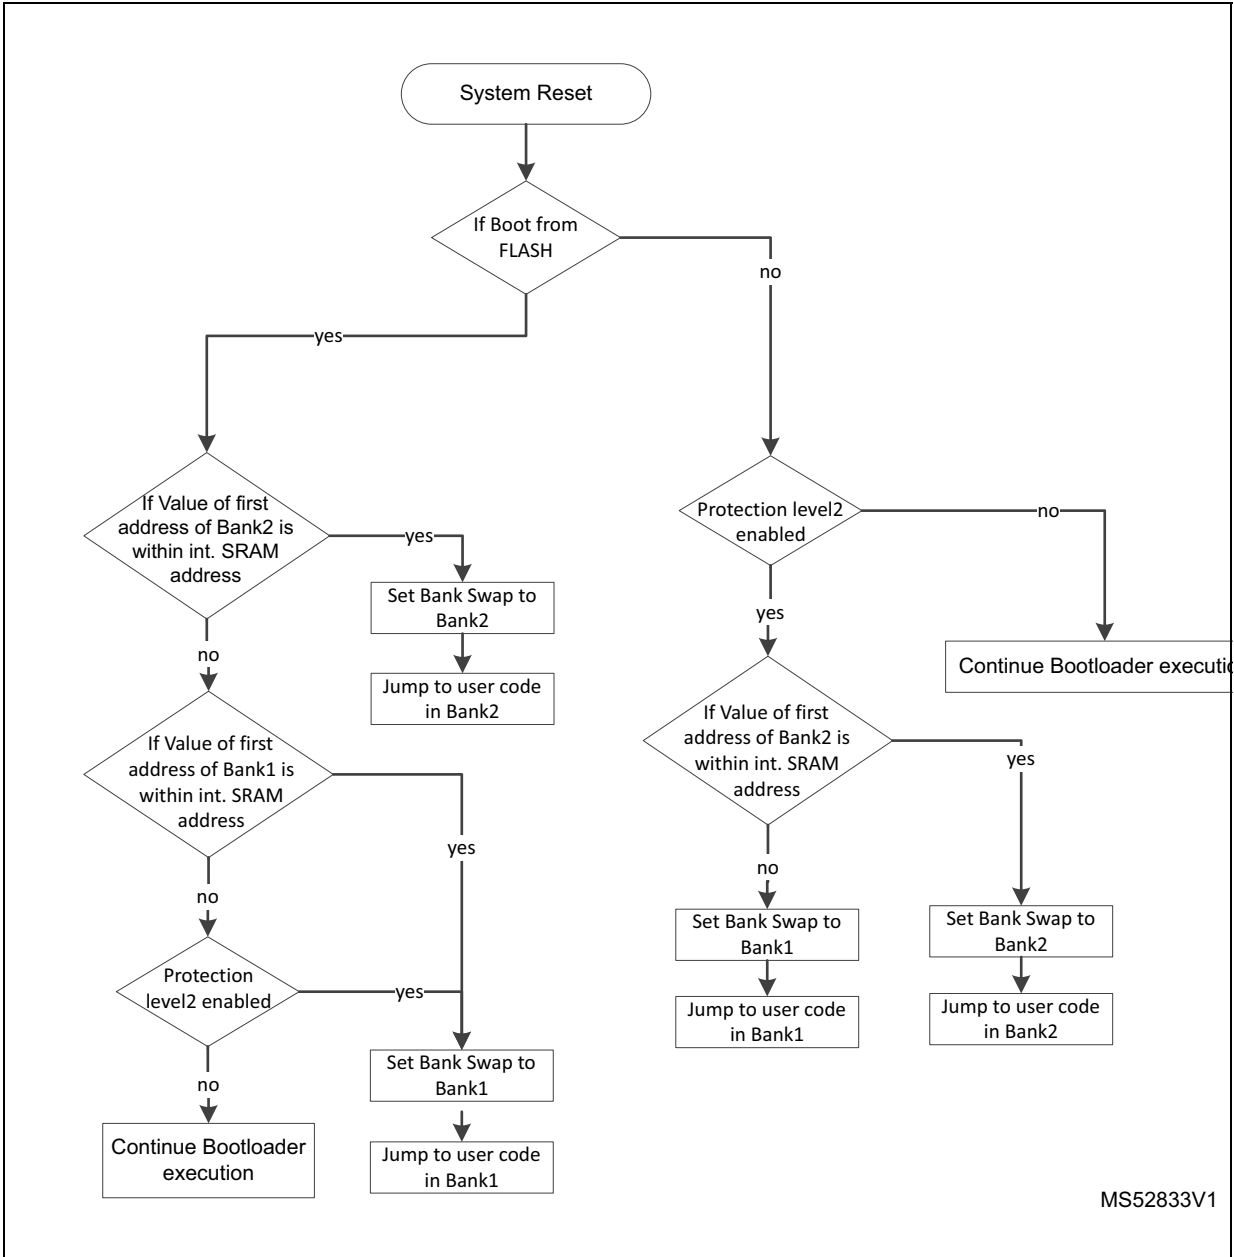 System Reset
If Boot from
FLASH
no
yes
If Value of first
address of Bank2 is
within int. SRAM
address
yes
Set Bank Swap to
Bank2
Jump to user code
in Bank2
no
If Value of first
address of Bank1 is
within int. SRAM
address
yes
no
Protection
level2 enabled
yes
no
Set Bank Swap to
Bank1
Jump to user code
in Bank1
Continue Bootloader
execution
Protection level2
enabled
no
yes
Continue Bootloader executio
If Value of first
address of Bank2 is
within int. SRAM
address
yes
no
Set Bank Swap to
Bank1
Jump to user code
in Bank1
Set Bank Swap to
Bank2
Jump to user code
in Bank2
MS52833V1